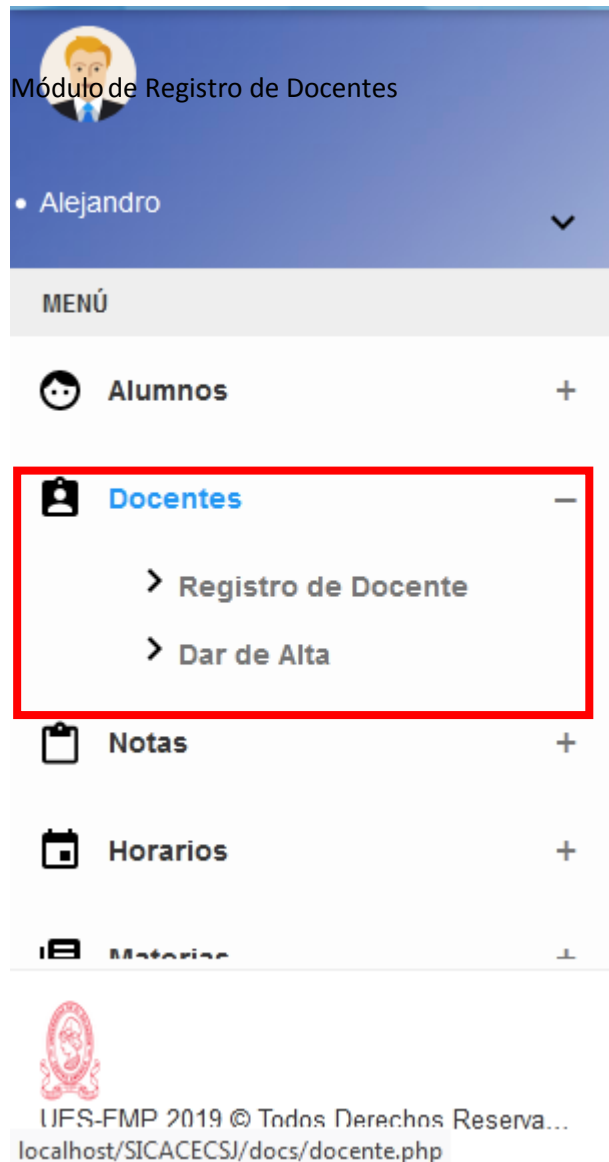 Módulo de Registro de Docentes
• Alejandro
MENÚ
Alumnos +
Docentes –
Registro de Docente
Dar de Alta
Notas +
Horarios +
Materias +
UES-FMP 2019 © Todos Derechos Reserva...
localhost/SICACECSJ/docs/docente.php